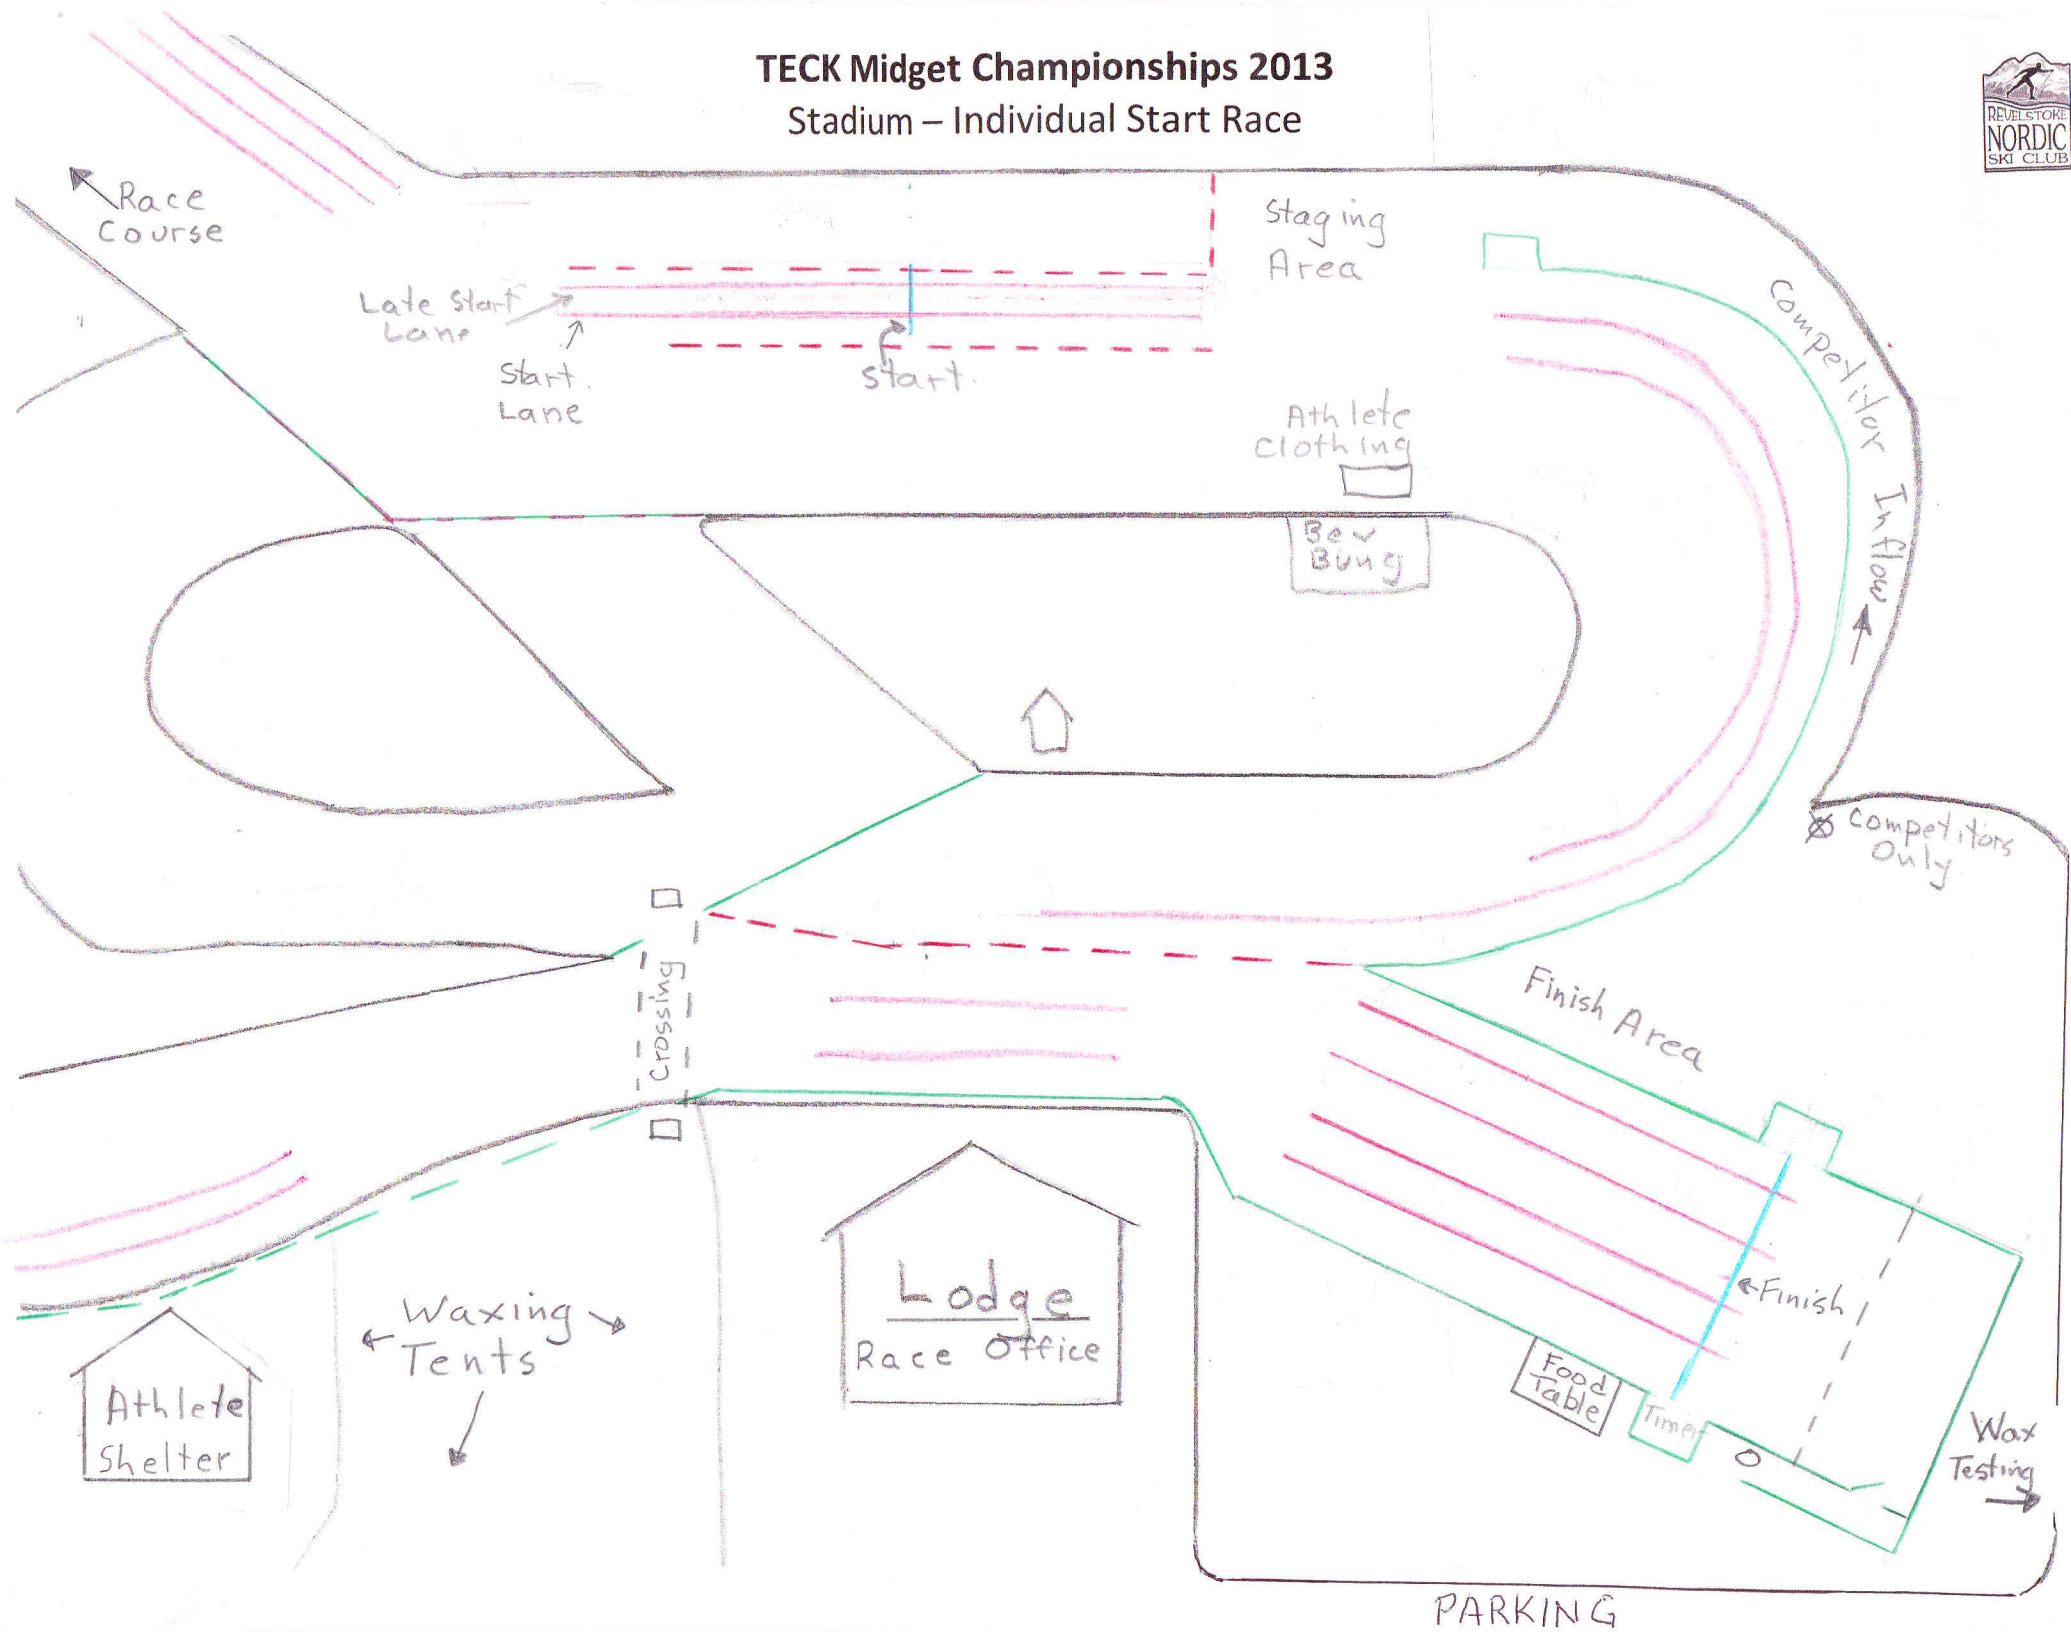 TECK Midget Championships 2013
Stadium – Individual Start Race
REVELSTOKE
NORDIC
SKI CLUB
Race
Course
Staging
Area
Late Start
Lane
Start
Lane
Start
Competitor Inflow
Athlete
Clothing
Bung
Competitors
Only
Crossing
Finish Area
Finish
Lodge
Race Office
Waxing
Tents
Athlete
Shelter
Food
Table
Timer
Wax
Testing
PARKING